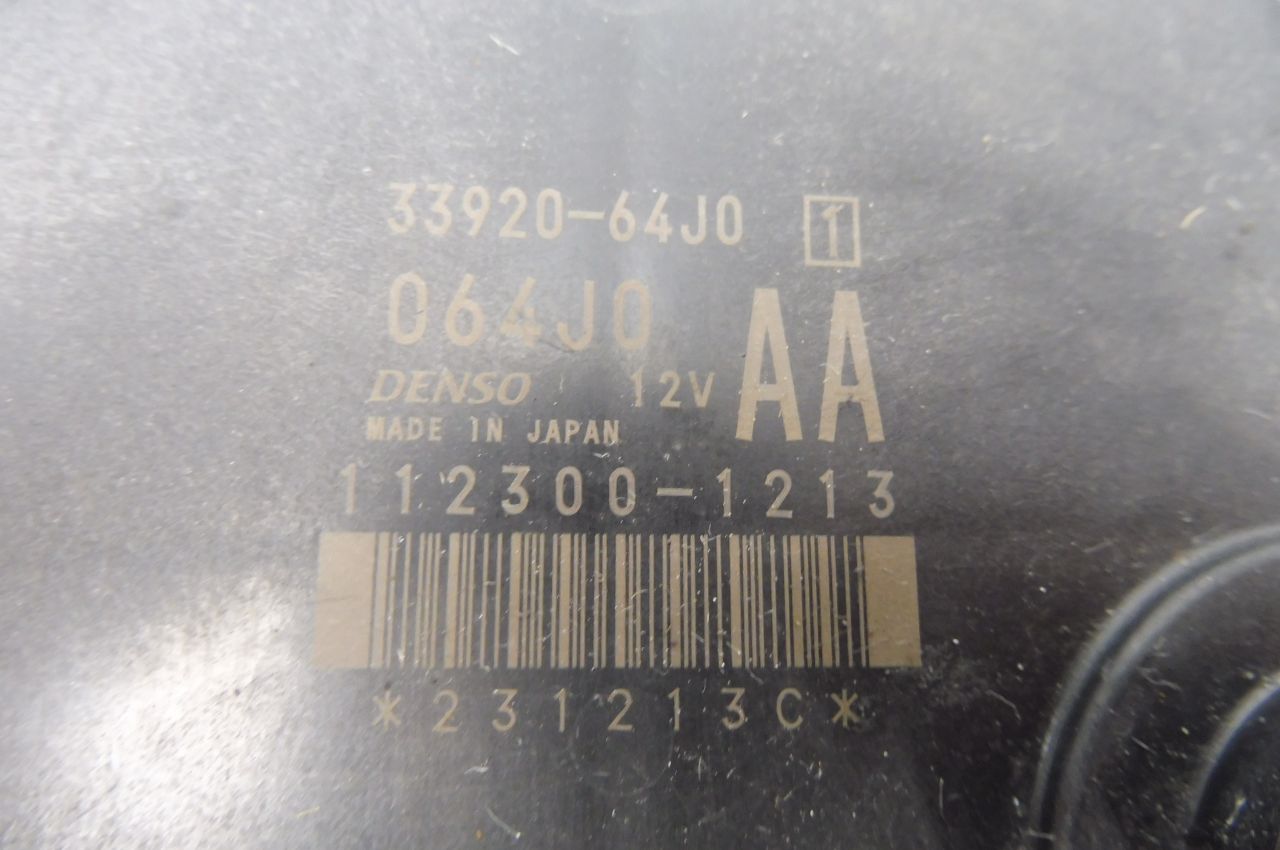 33920-64J0 1
064J0 AA
DENSO 12V
MADE IN JAPAN
112300-1213
*231213C*